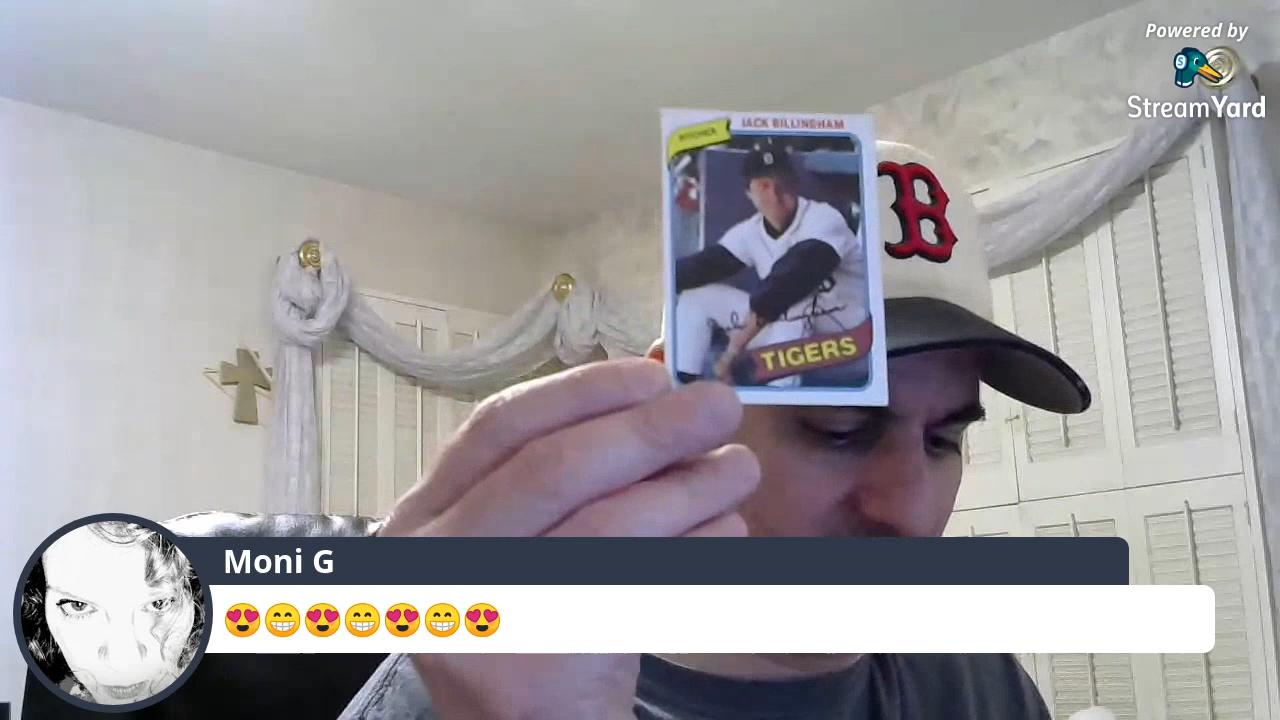 Powered by
StreamYard
JACK BILLINGHAM
PITCHER
B
TIGERS
Moni G
😍😁😍😁😍😁😍